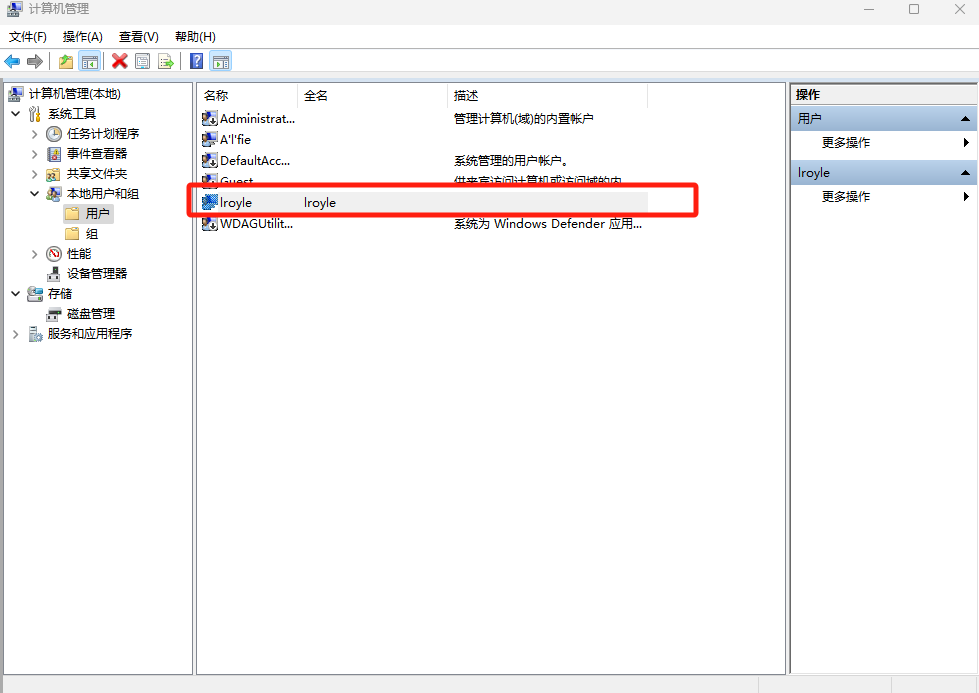 计算机管理
文件(F) 操作(A) 查看(V) 帮助(H)
计算机管理(本地)
系统工具
任务计划程序
事件查看器
共享文件夹
本地用户和组
用户
组
性能
设备管理器
存储
磁盘管理
服务和应用程序
名称 全名 描述
Administrat... 管理计算机(域)的内置帐户
A'l'fie
DefaultAcc... 系统管理的用户帐户。
Guest 供来宾访问计算机或访问域的内
lroyle lroyle
WDAGUtilit... 系统为 Windows Defender 应用...
操作
用户
更多操作
lroyle
更多操作